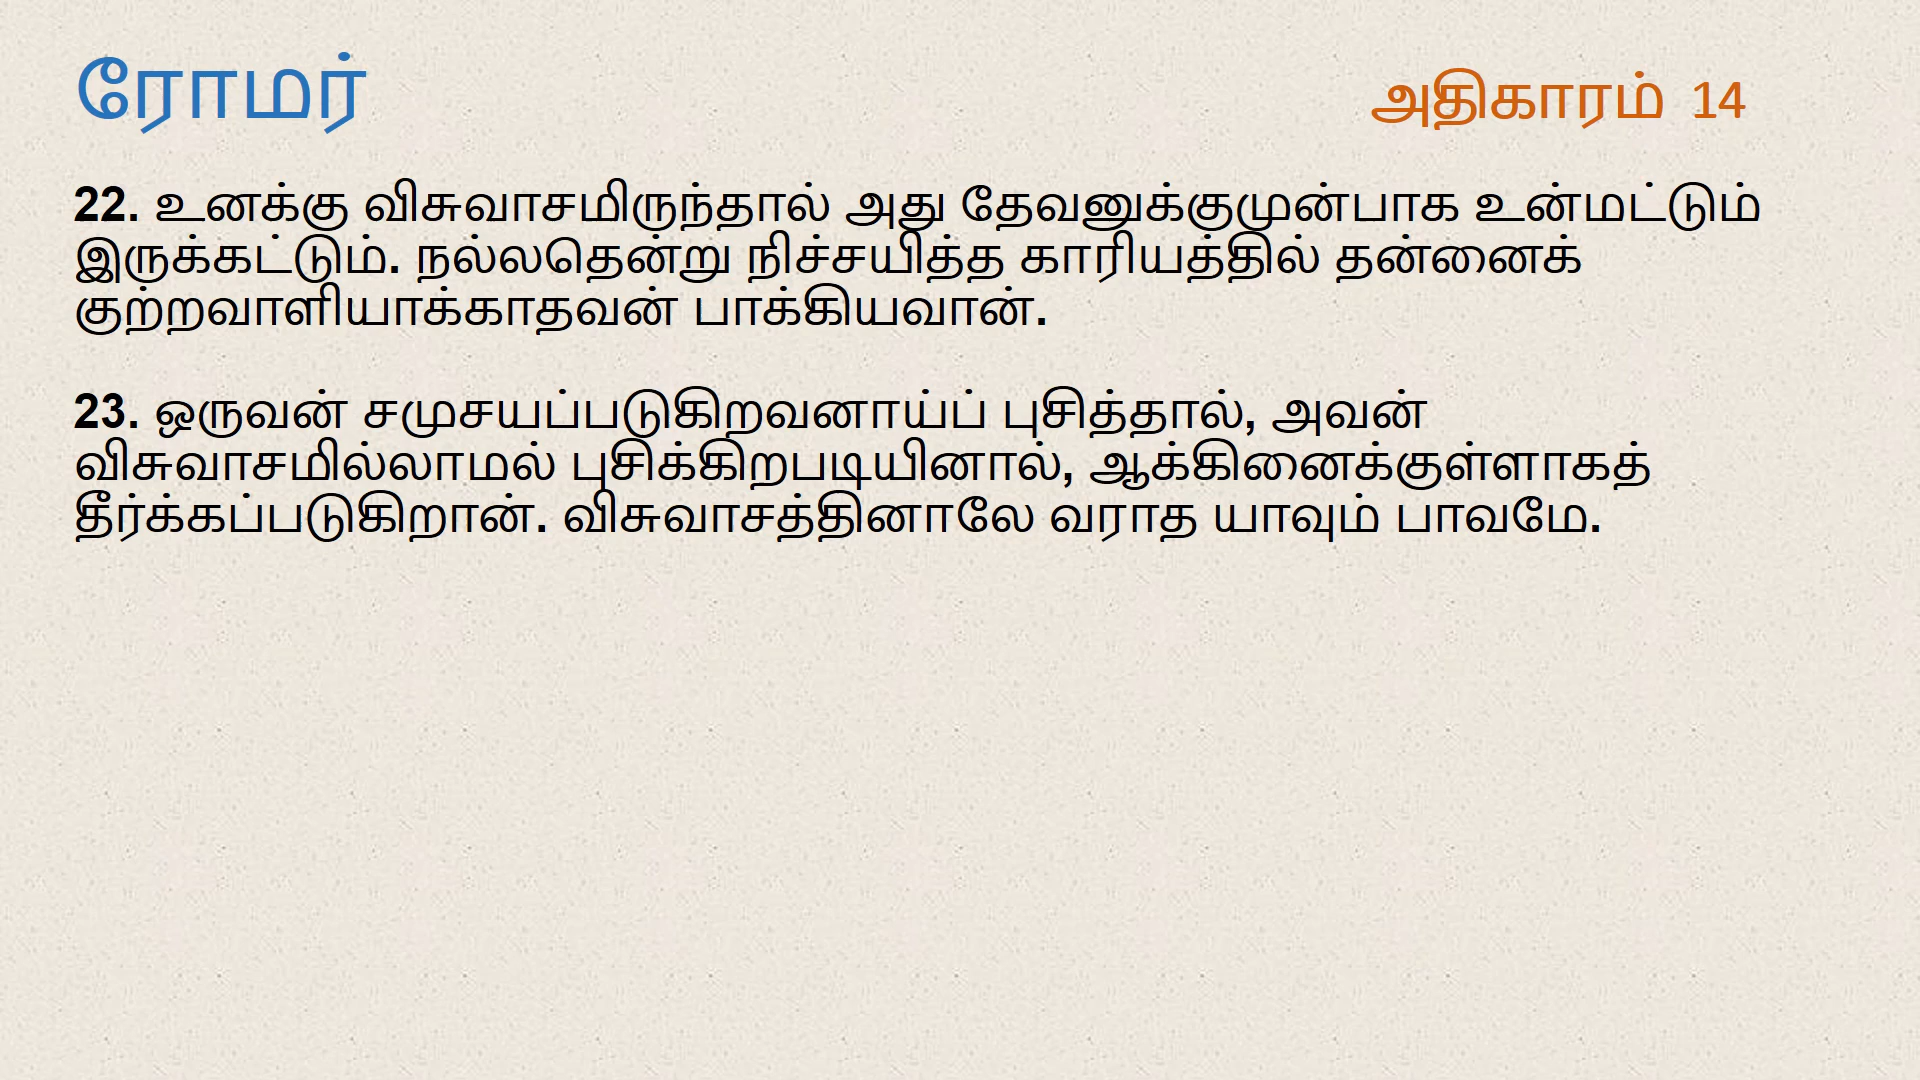 ரோமர்
அதிகாரம் 14
22. உனக்கு விசுவாசமிருந்தால் அது தேவனுக்குமுன்பாக உன்மட்டும்
இருக்கட்டும். நல்லதென்று நிச்சயித்த காரியத்தில் தன்னைக்
குற்றவாளியாக்காதவன் பாக்கியவான்.
23. ஒருவன் சமுசயப்படுகிறவனாய்ப் புசித்தால், அவன்
விசுவாசமில்லாமல் புசிக்கிறபடியினால், ஆக்கினைக்குள்ளாகத்
தீர்க்கப்படுகிறான். விசுவாசத்தினாலே வராத யாவும் பாவமே.